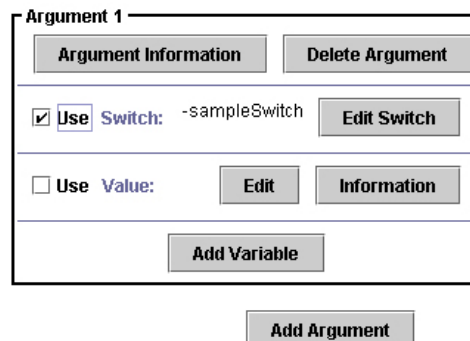 Argument 1
Argument Information Delete Argument
Use Switch: -sampleSwitch Edit Switch
Use Value: Edit Information
Add Variable
Add Argument